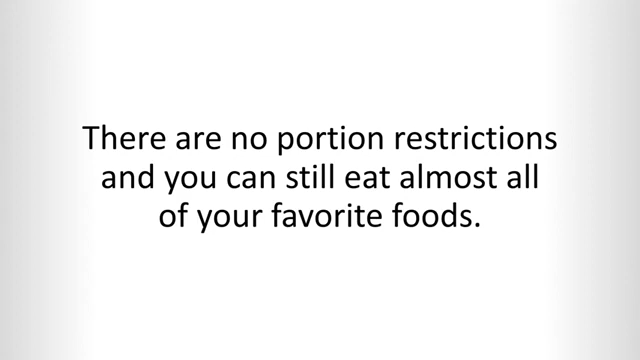 There are no portion restrictions
and you can still eat almost all
of your favorite foods.